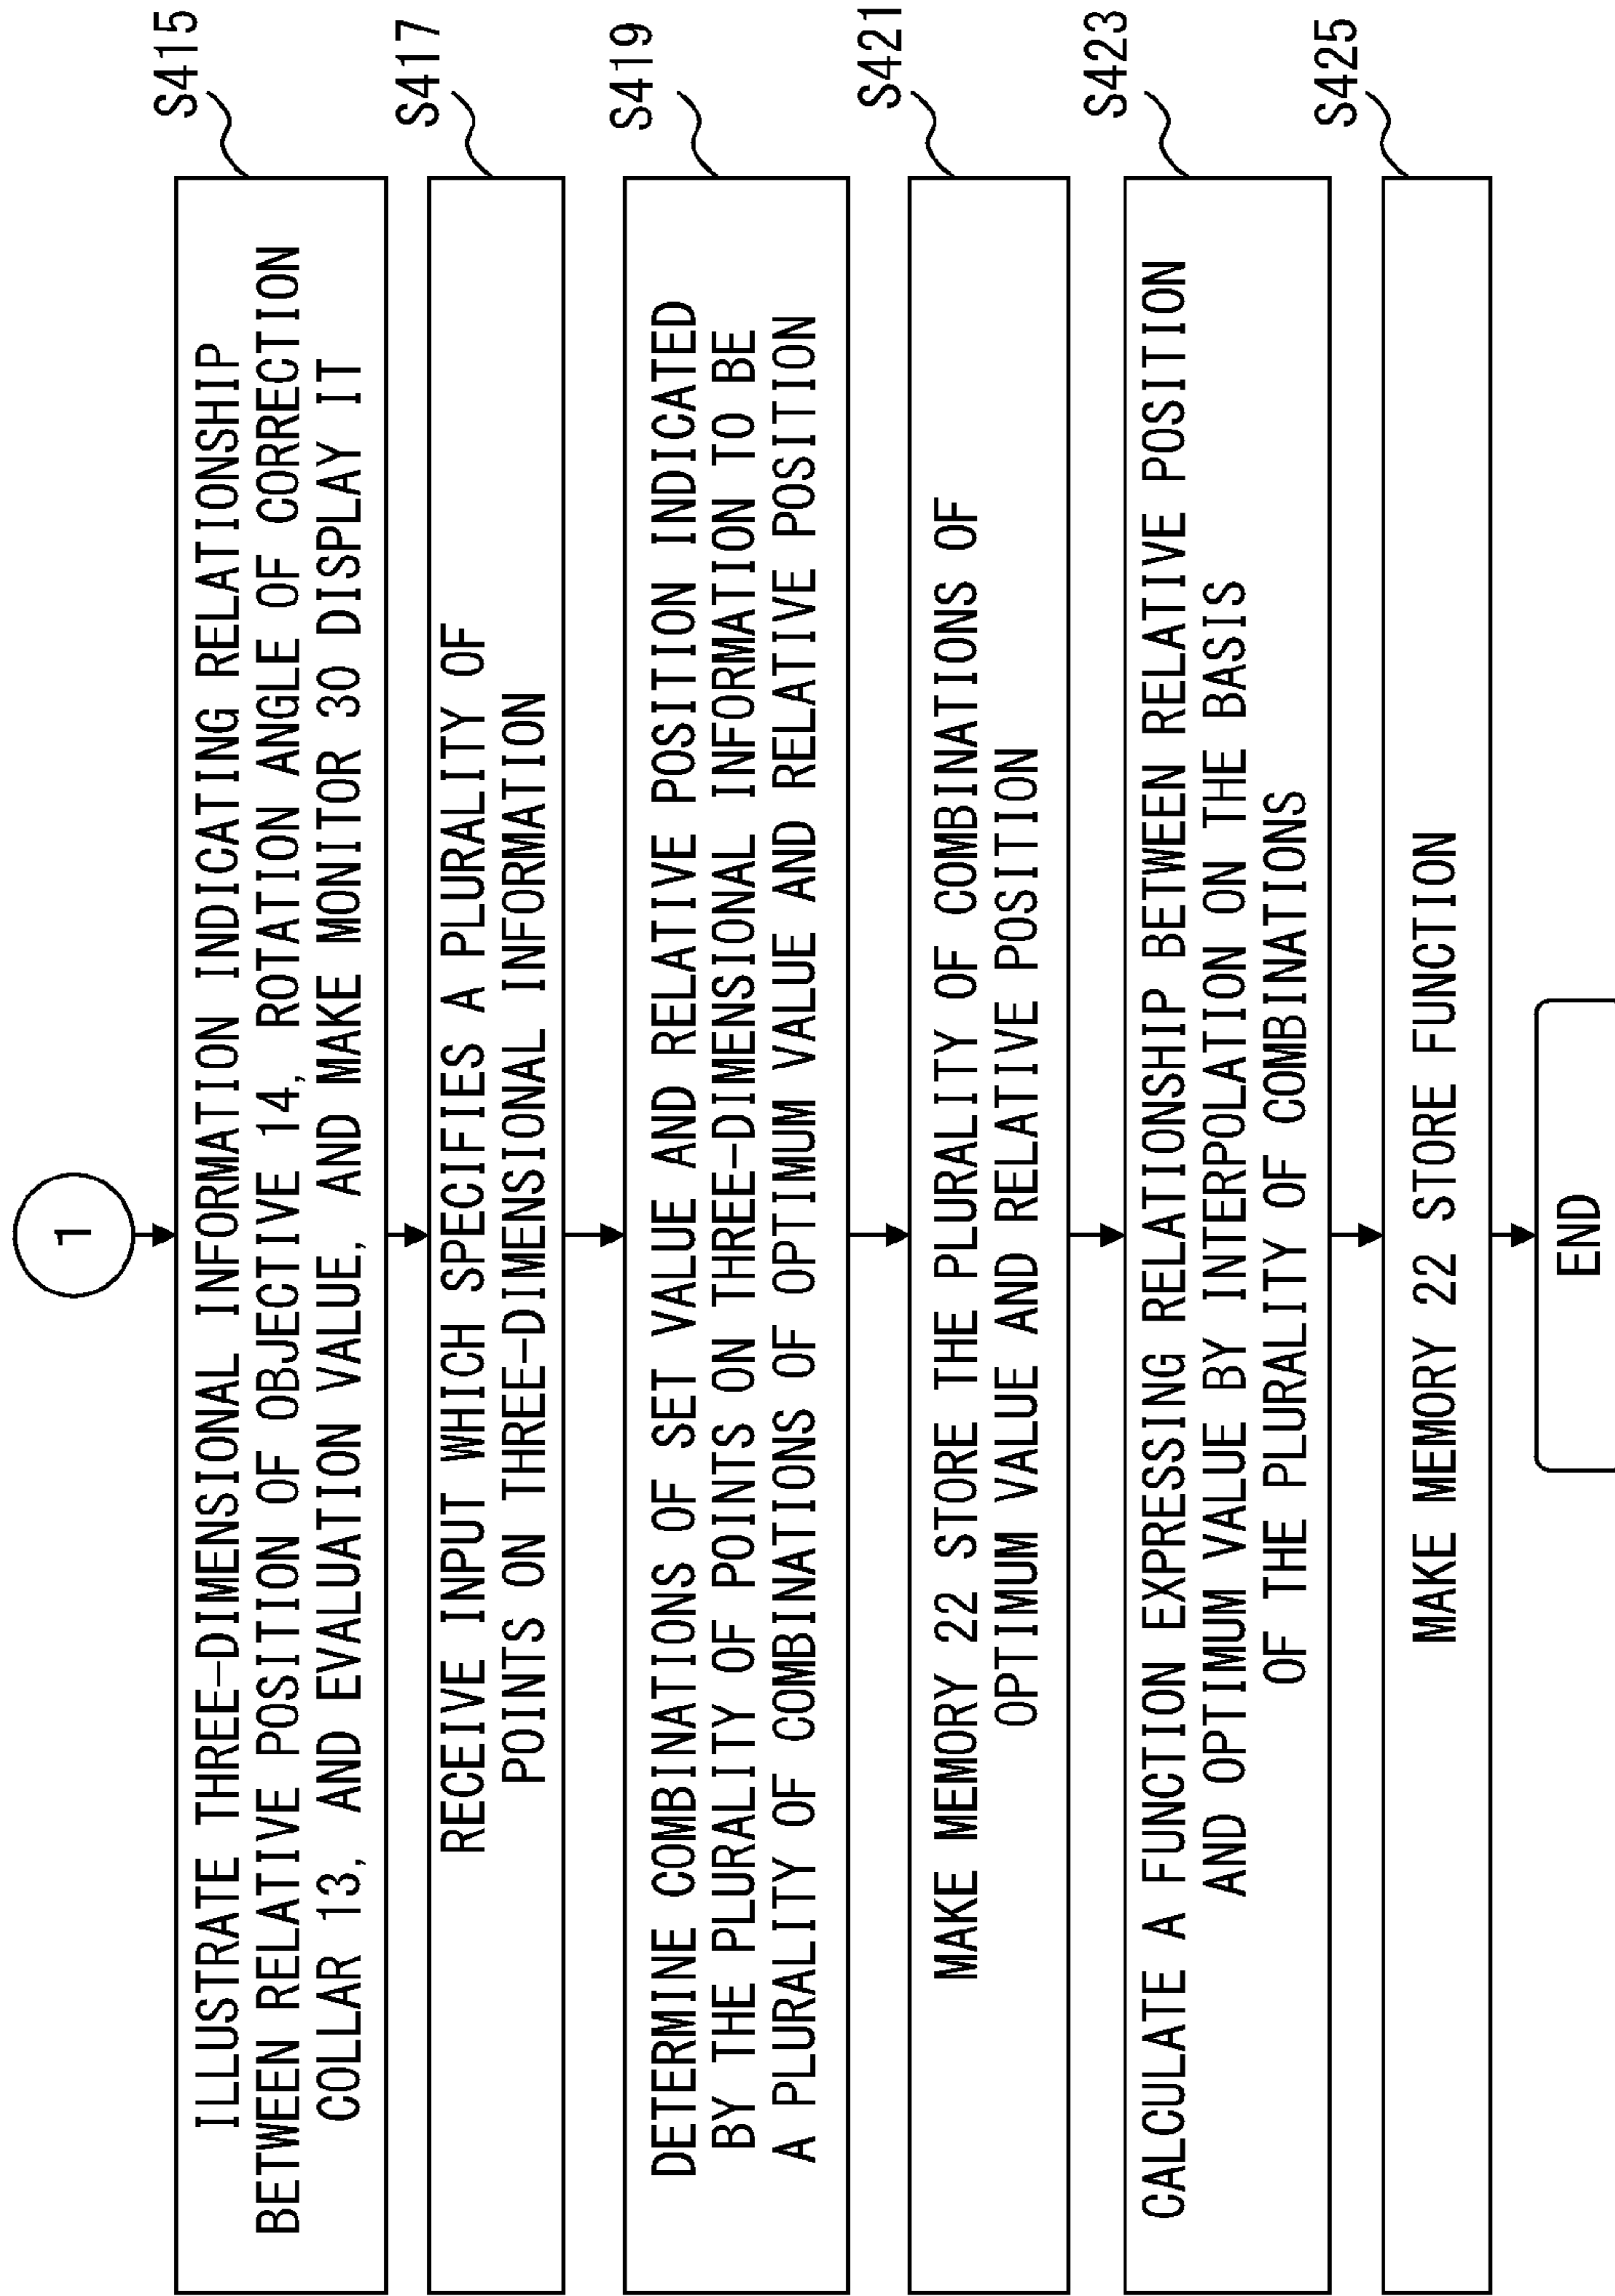 1
S415
ILLUSTRATE THREE-DIMENSIONAL INFORMATION INDICATING RELATIONSHIP
BETWEEN RELATIVE POSITION OF OBJECTIVE 14, ROTATION ANGLE OF CORRECTION
COLLAR 13, AND EVALUATION VALUE, AND MAKE MONITOR 30 DISPLAY IT
S417
RECEIVE INPUT WHICH SPECIFIES A PLURALITY OF
POINTS ON THREE-DIMENSIONAL INFORMATION
S419
DETERMINE COMBINATIONS OF SET VALUE AND RELATIVE POSITION INDICATED
BY THE PLURALITY OF POINTS ON THREE-DIMENSIONAL INFORMATION TO BE
A PLURALITY OF COMBINATIONS OF OPTIMUM VALUE AND RELATIVE POSITION
S421
MAKE MEMORY 22 STORE THE PLURALITY OF COMBINATIONS OF
OPTIMUM VALUE AND RELATIVE POSITION
S423
CALCULATE A FUNCTION EXPRESSING RELATIONSHIP BETWEEN RELATIVE POSITION
AND OPTIMUM VALUE BY INTERPOLATION ON THE BASIS
OF THE PLURALITY OF COMBINATIONS
S425
MAKE MEMORY 22 STORE FUNCTION
END